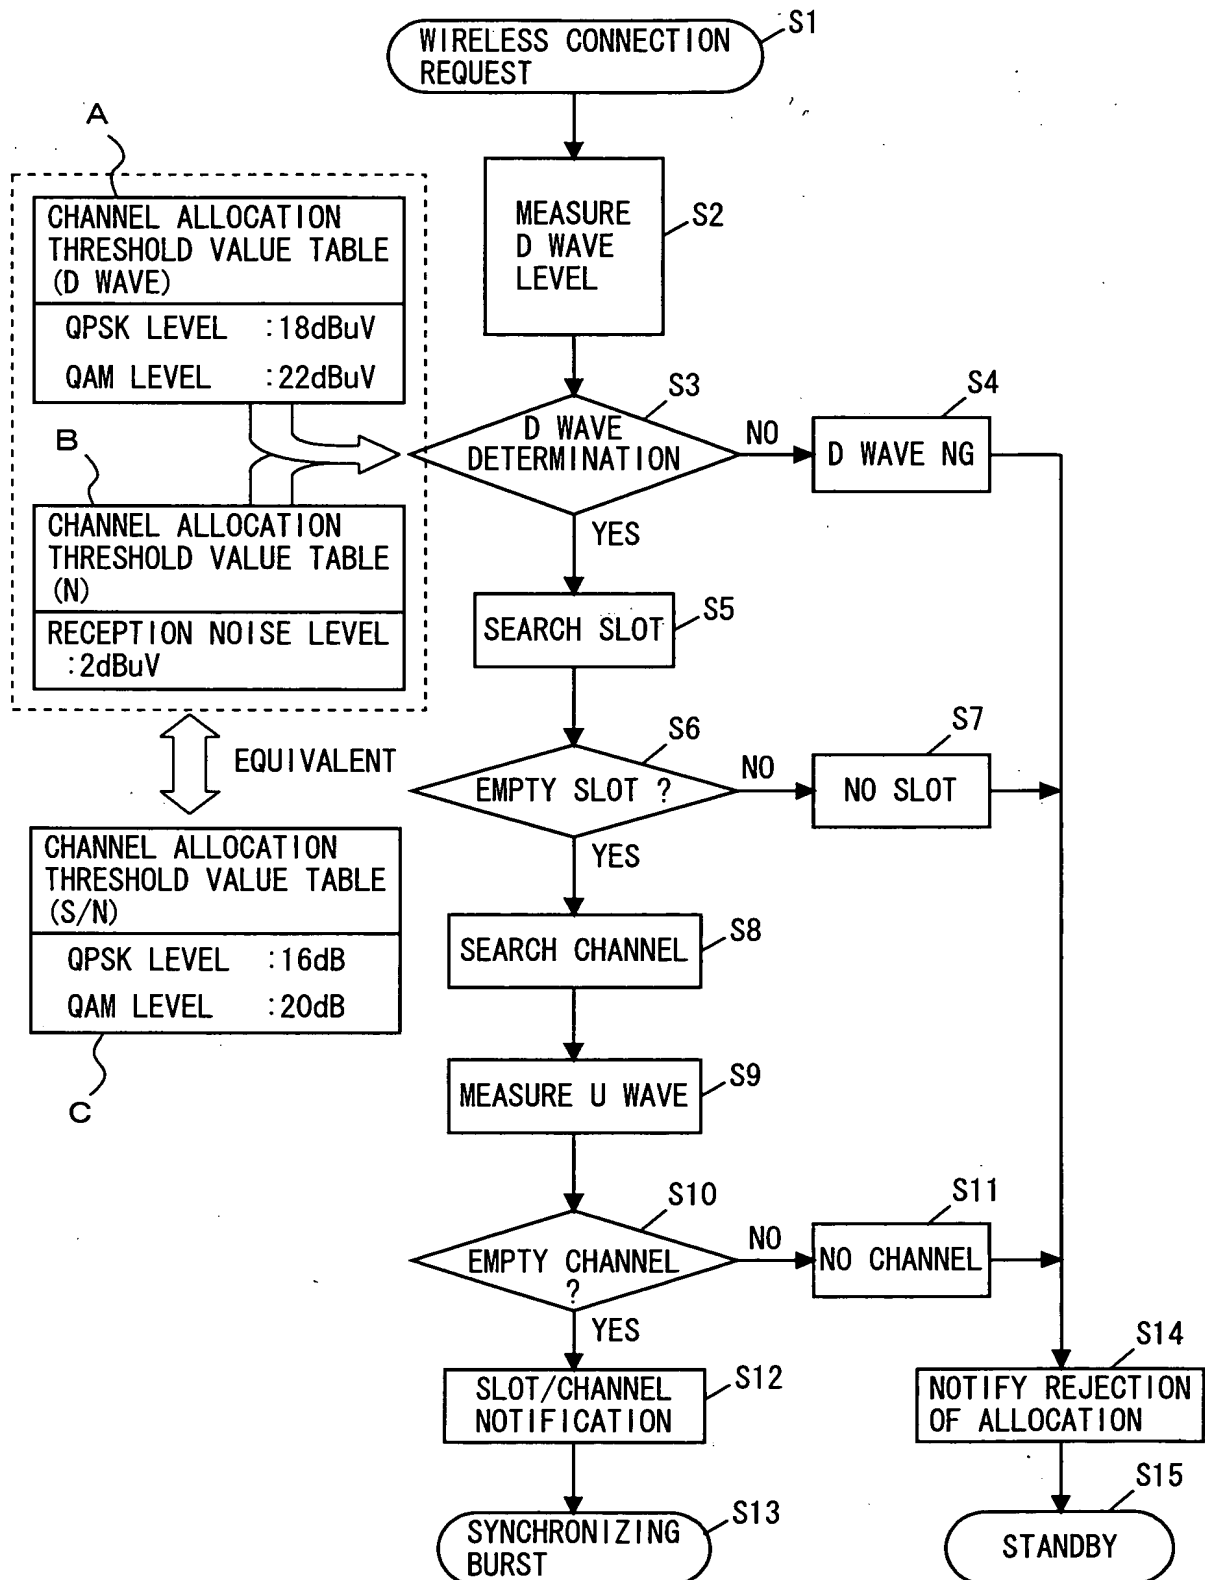 WIRELESS CONNECTION
REQUEST
S1
A
CHANNEL ALLOCATION
THRESHOLD VALUE TABLE
(D WAVE)
QPSK LEVEL :18dBuV
QAM LEVEL :22dBuV
MEASURE
D WAVE
LEVEL
S2
B
CHANNEL ALLOCATION
THRESHOLD VALUE TABLE
(N)
RECEPTION NOISE LEVEL
:2dBuV
D WAVE
DETERMINATION
S3
NO
D WAVE NG
S4
YES
SEARCH SLOT
S5
EQUIVALENT
EMPTY SLOT ?
S6
NO
NO SLOT
S7
YES
CHANNEL ALLOCATION
THRESHOLD VALUE TABLE
(S/N)
QPSK LEVEL :16dB
QAM LEVEL :20dB
C
SEARCH CHANNEL
S8
MEASURE U WAVE
S9
EMPTY CHANNEL
?
S10
NO
NO CHANNEL
S11
YES
SLOT/CHANNEL
NOTIFICATION
S12
NOTIFY REJECTION
OF ALLOCATION
S14
SYNCHRONIZING
BURST
S13
STANDBY
S15